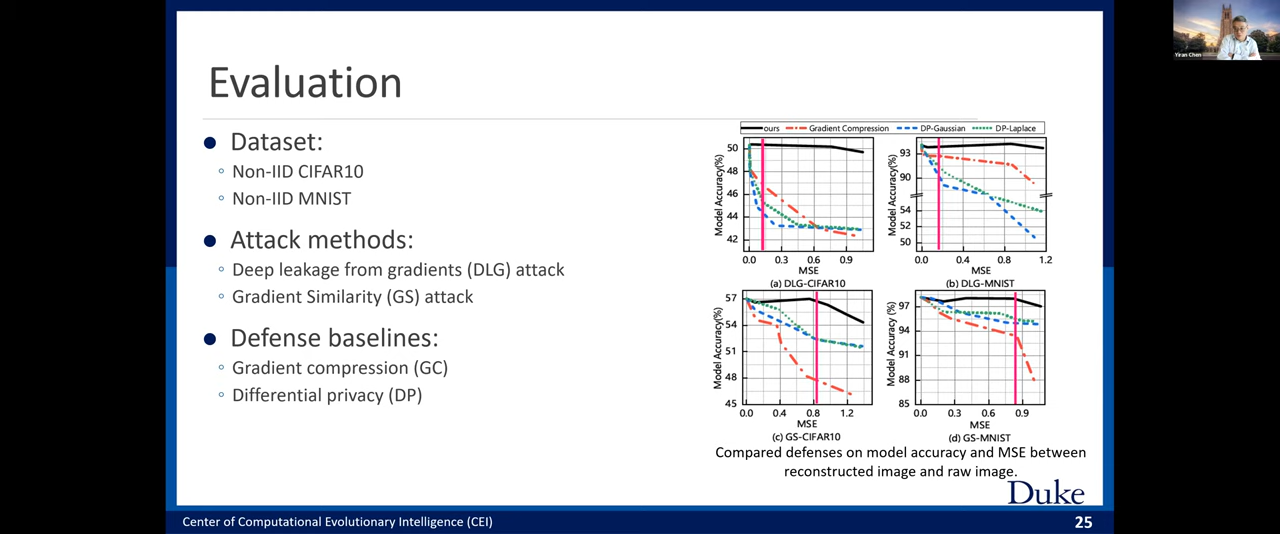 Yiran Chen
Evaluation
● Dataset:
◦ Non-IID CIFAR10
◦ Non-IID MNIST
● Attack methods:
◦ Deep leakage from gradients (DLG) attack
◦ Gradient Similarity (GS) attack
● Defense baselines:
◦ Gradient compression (GC)
◦ Differential privacy (DP)
ours Gradient Compression DP-Gaussian DP-Laplace
Model Accuracy(%)
50
48
46
44
42
0.0 0.3 0.6 0.9
MSE
(a) DLG-CIFAR10
Model Accuracy(%)
93
90
54
52
50
0.0 0.4 0.8 1.2
MSE
(b) DLG-MNIST
Model Accuracy(%)
57
54
51
48
45
0.0 0.4 0.8 1.2
MSE
(c) GS-CIFAR10
Model Accuracy (%)
97
94
91
88
85
0.0 0.3 0.6 0.9
MSE
(d) GS-MNIST
Compared defenses on model accuracy and MSE between
reconstructed image and raw image.
Duke
Center of Computational Evolutionary Intelligence (CEI)
25